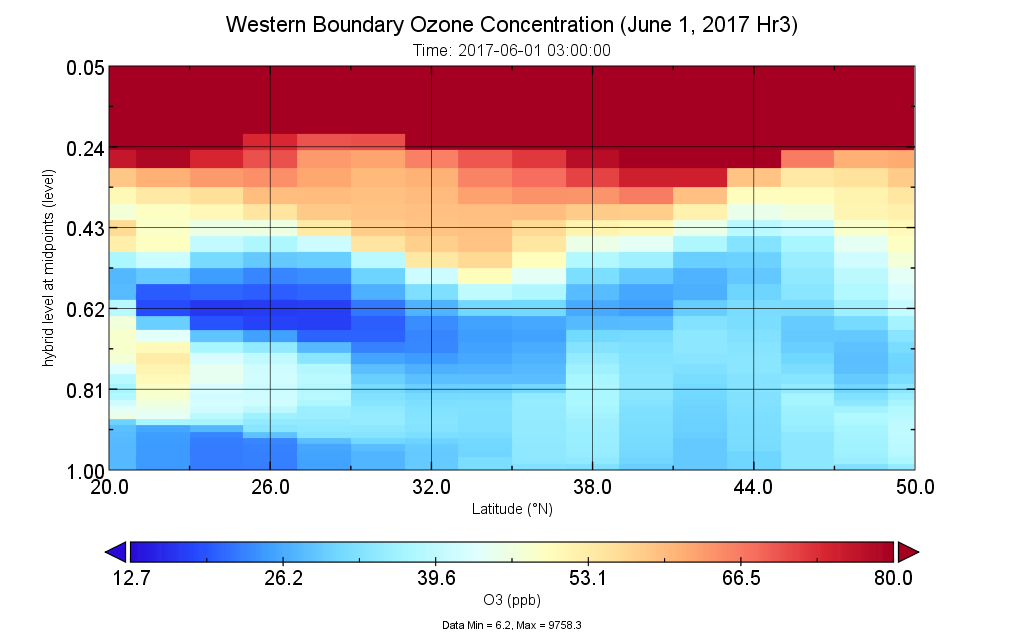 Western Boundary Ozone Concentration (June 1, 2017 Hr3)
Time: 2017-06-01 03:00:00
hybrid level at midpoints (level)
0.05
0.24
0.43
0.62
0.81
1.00
20.0 26.0 32.0 38.0 44.0 50.0
Latitude (°N)
12.7 26.2 39.6 53.1 66.5 80.0
O3 (ppb)
Data Min = 6.2, Max = 9758.3